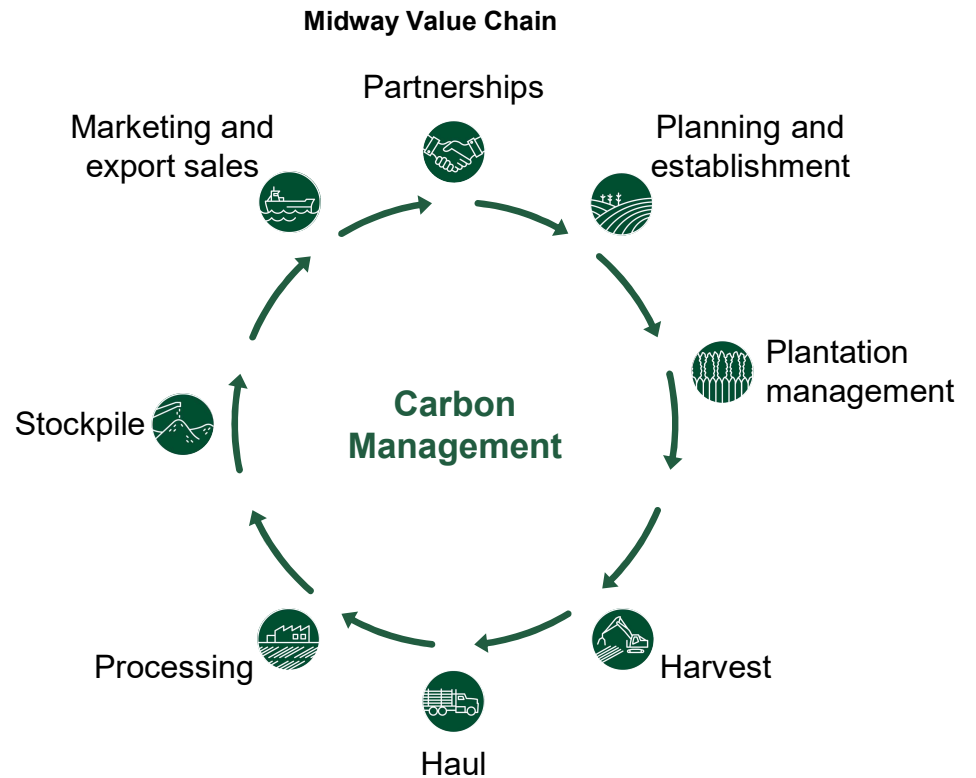 Midway Value Chain
Partnerships
Planning and
establishment
Plantation
management
Harvest
Haul
Processing
Stockpile
Marketing and
export sales
Carbon
Management